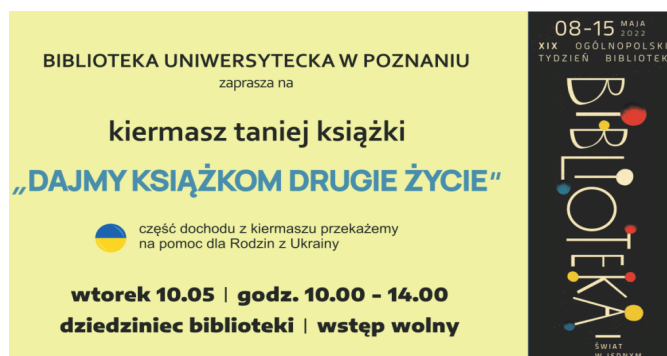 BIBLIOTEKA UNIWERSYTECKA W POZNANIU
zaprasza na
kiermasz taniej książki
„DAJMY KSIĄŻKOM DRUGIE ŻYCIE"
część dochodu z kiermaszu przekażemy
na pomoc dla Rodzin z Ukrainy
wtorek 10.05 | godz. 10.00 - 14.00
dziedziniec biblioteki | wstęp wolny
08-15 MAJA 2022
XIX OGÓLNOPOLSKI
TYDZIEŃ BIBLIOTEK
BIBLIOTEKA
ŚWIAT
W JEDNYM